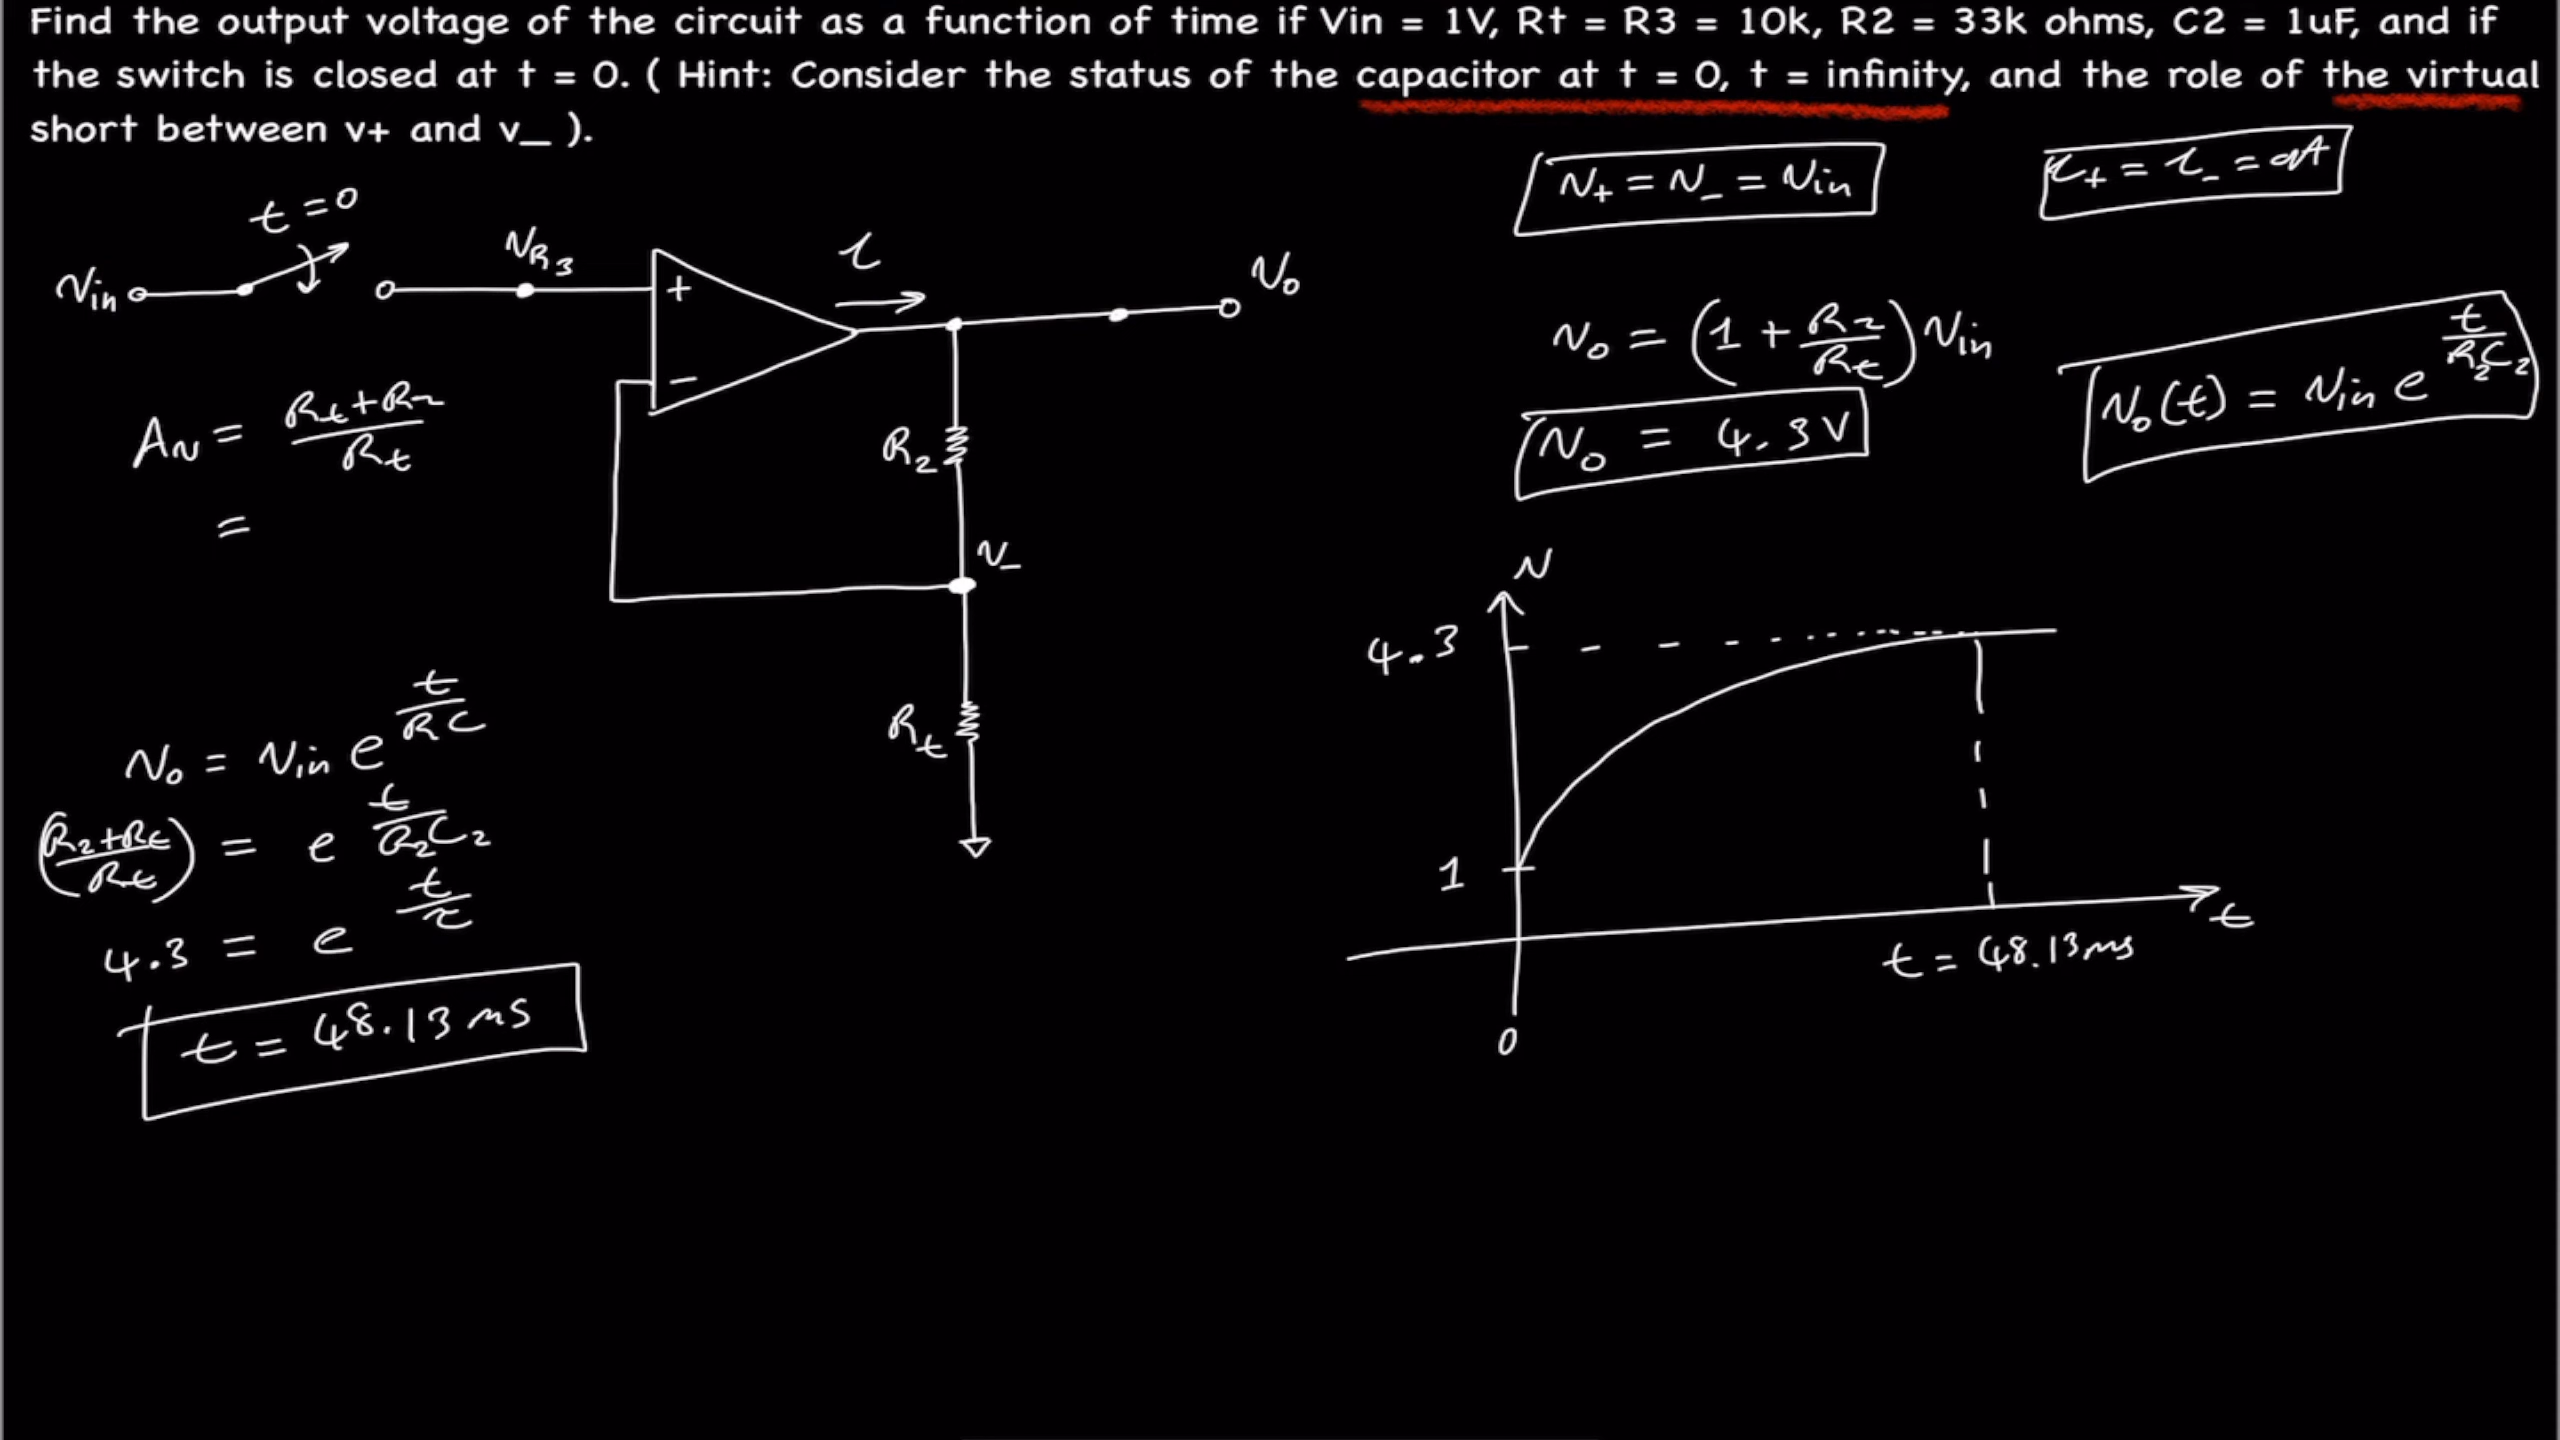 Find the output voltage of the circuit as a function of time if Vin = 1V, Rt = R3 = 10k, R2 = 33k ohms, C2 = 1uF, and if
the switch is closed at t = 0. ( Hint: Consider the status of the capacitor at t = 0, t = infinity, and the role of the virtual
short between v+ and v_ ).
t=0
Vin
VR3
+
-
i
Vo
R2
V-
Rt
Av = (Rt+R2)/Rt
=
Vo = Vin e^(t/RC)
((R2+Rt)/Rt) = e^(t/R2C2)
4.3 = e^(t/τ)
t = 48.13 ms
V+ = V- = Vin
i+ = i- = 0A
Vo = (1 + R2/Rt) Vin
Vo = 4.3 V
Vo(t) = Vin e^(t/R2C2)
V
4.3
1
t
t = 48.13ms
0